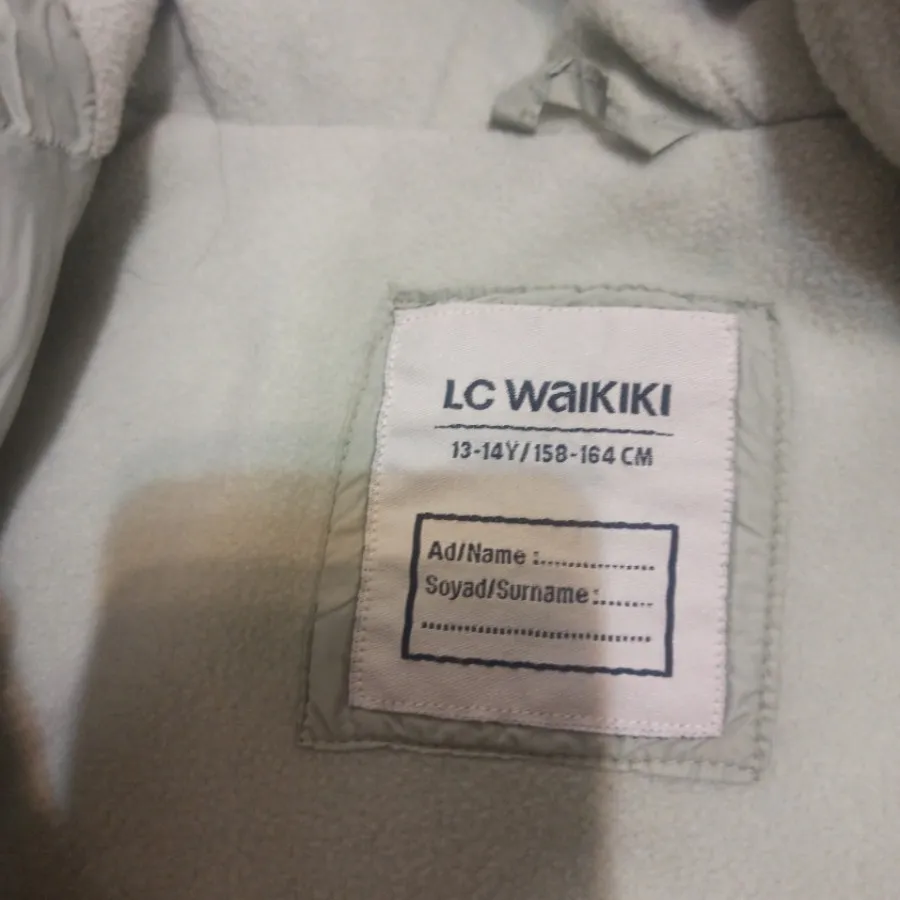 LC WAIKIKI
13-14Y/158-164 CM
Ad/Name :..................
Soyad/Surname:........
....................................